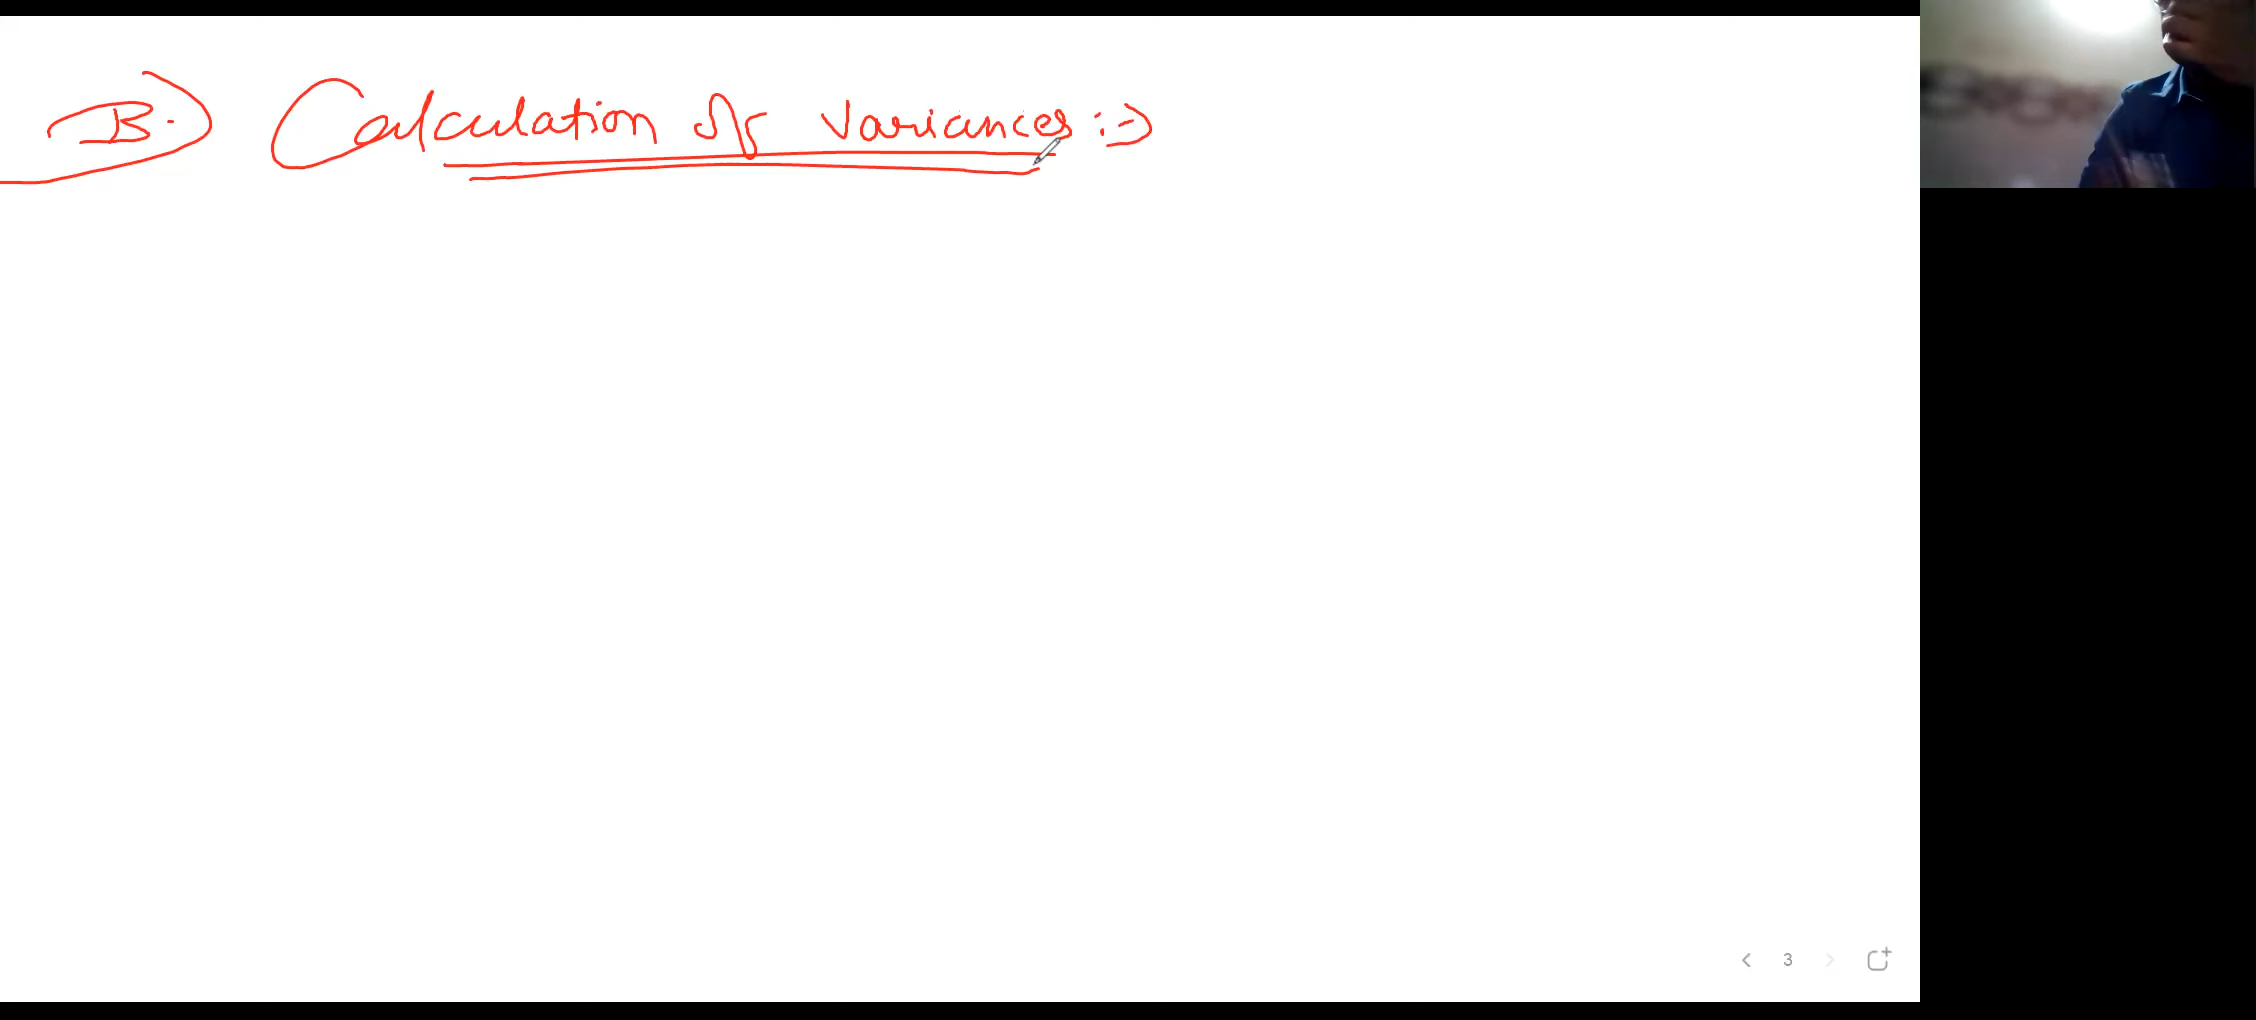 B.) Calculation of Variances :->
3